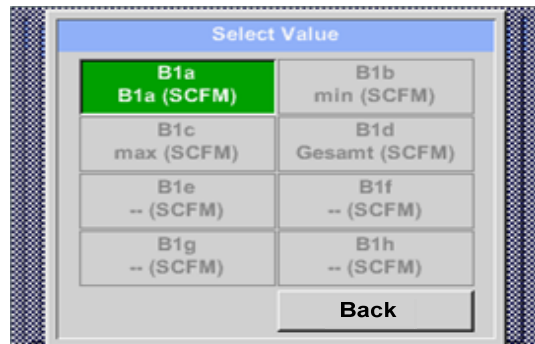 Select Value
B1a
B1a (SCFM)
B1b
min (SCFM)
B1c
max (SCFM)
B1d
Gesamt (SCFM)
B1e
-- (SCFM)
B1f
-- (SCFM)
B1g
-- (SCFM)
B1h
-- (SCFM)
Back